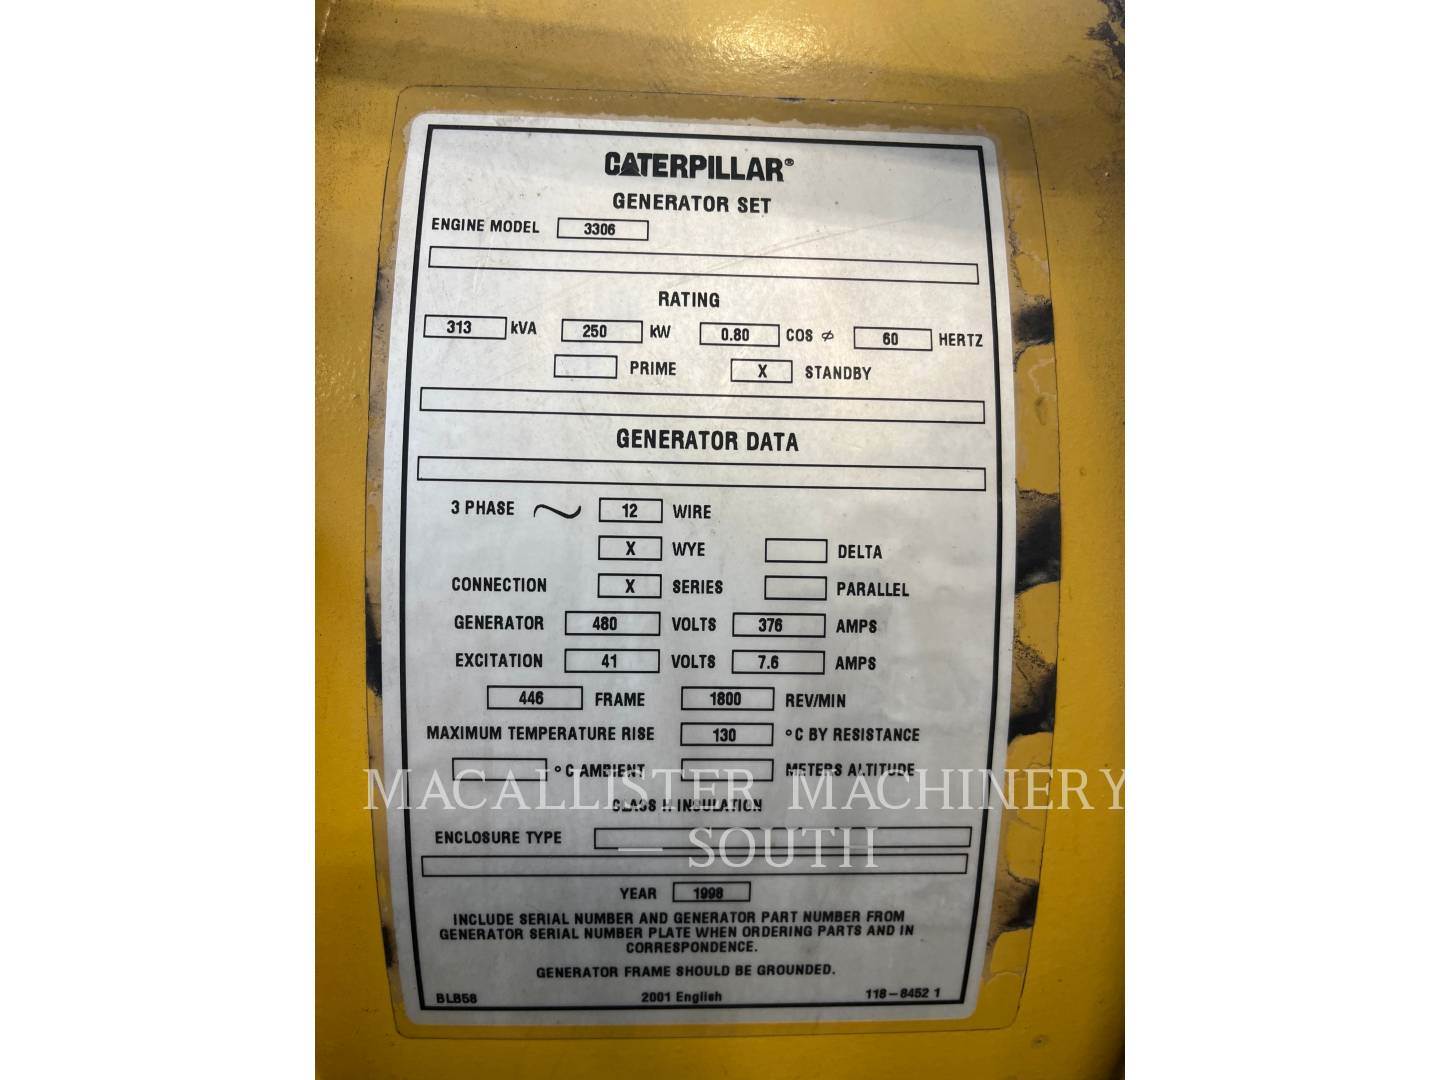 CATERPILLAR®
GENERATOR SET
ENGINE MODEL 3306
RATING
313 kVA 250 kW 0.80 COS ⌀ 60 HERTZ
PRIME X STANDBY
GENERATOR DATA
3 PHASE ~ 12 WIRE
X WYE DELTA
CONNECTION X SERIES PARALLEL
GENERATOR 480 VOLTS 376 AMPS
EXCITATION 41 VOLTS 7.6 AMPS
446 FRAME 1800 REV/MIN
MAXIMUM TEMPERATURE RISE 130 °C BY RESISTANCE
°C AMBIENT METERS ALTITUDE
MACALLISTER MACHINERY
CLASS H INSULATION
ENCLOSURE TYPE
— SOUTH —
YEAR 1998
INCLUDE SERIAL NUMBER AND GENERATOR PART NUMBER FROM
GENERATOR SERIAL NUMBER PLATE WHEN ORDERING PARTS AND IN
CORRESPONDENCE.
GENERATOR FRAME SHOULD BE GROUNDED.
BLB58 2001 English 118-8452 1